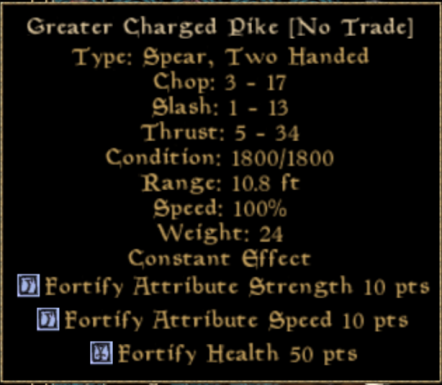 Greater Charged Pike [No Trade]
Type: Spear, Two Handed
Chop: 3 - 17
Slash: 1 - 13
Thrust: 5 - 34
Condition: 1800/1800
Range: 10.8 ft
Speed: 100%
Weight: 24
Constant Effect
Fortify Attribute Strength 10 pts
Fortify Attribute Speed 10 pts
Fortify Health 50 pts